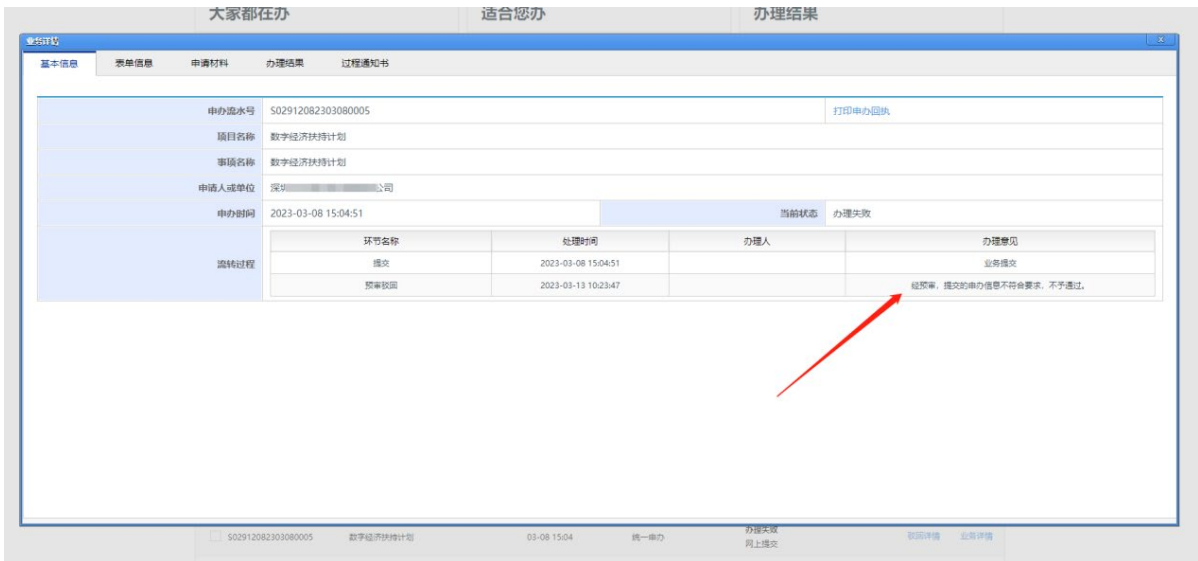 大家都在办 适合您办 办理结果
业务详情
基本信息 表单信息 申请材料 办理结果 过程通知书
申办流水号 S02912082303080005 打印申办回执
项目名称 数字经济扶持计划
事项名称 数字经济扶持计划
申请人或单位 深圳 公司
申办时间 2023-03-08 15:04:51 当前状态 办理失败
环节名称 处理时间 办理人 办理意见
流转过程 提交 2023-03-08 15:04:51 业务提交
预审驳回 2023-03-13 10:23:47 经预审,提交的申办信息不符合要求,不予通过。
S02912082303080005 数字经济扶持计划 03-08 15:04 统一申办 办理失败 驳回详情 业务详情
网上提交